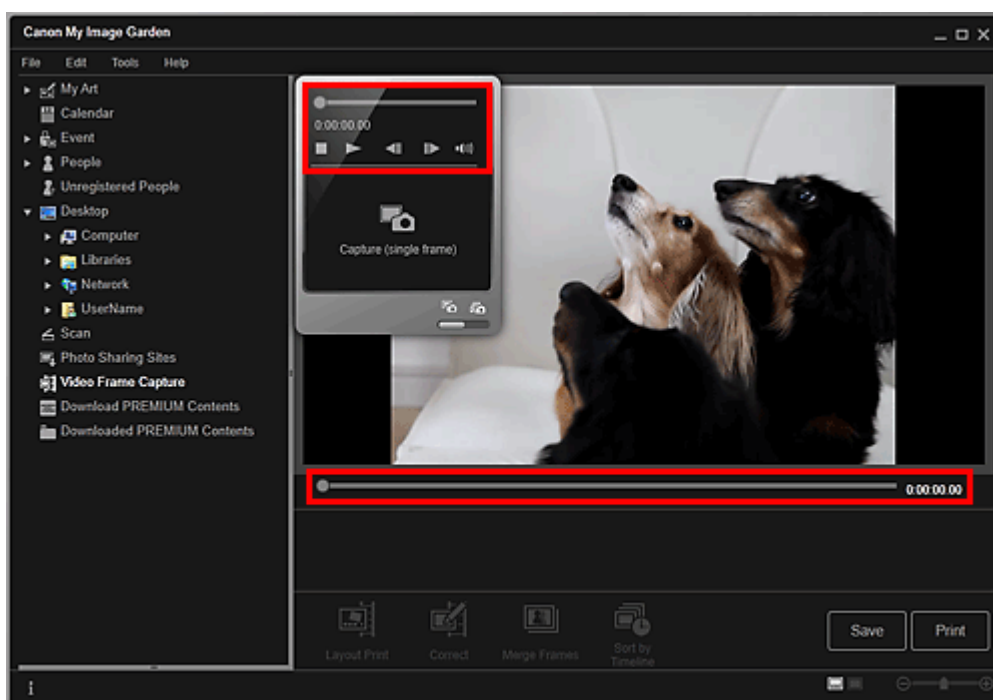 Canon My Image Garden
File Edit Tools Help
My Art
Calendar
Event
People
Unregistered People
Desktop
Computer
Libraries
Network
UserName
Scan
Photo Sharing Sites
Video Frame Capture
Download PREMIUM Contents
Downloaded PREMIUM Contents
0:00:00.00
Capture (single frame)
0:00:00.00
Layout Print
Correct
Merge Frames
Sort by
Timeline
Save
Print